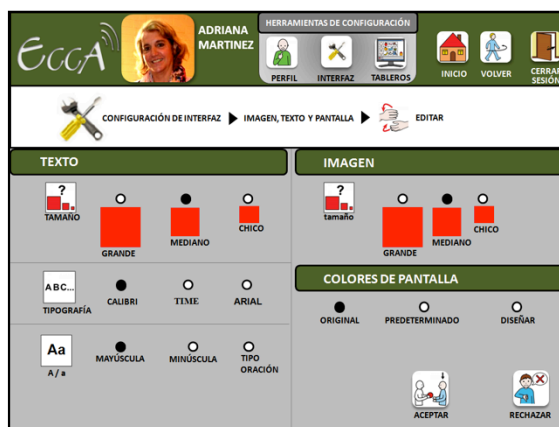 ECCA
ADRIANA
MARTINEZ
HERRAMIENTAS DE CONFIGURACIÓN
PERFIL
INTERFAZ
TABLEROS
INICIO
VOLVER
CERRAR
SESIÓN
CONFIGURACIÓN DE INTERFAZ
IMAGEN, TEXTO Y PANTALLA
EDITAR
TEXTO
?
TAMAÑO
GRANDE
MEDIANO
CHICO
ABC...
TIPOGRAFÍA
CALIBRI
TIME
ARIAL
Aa
A / a
MAYÚSCULA
MINÚSCULA
TIPO
ORACIÓN
IMAGEN
?
tamaño
GRANDE
MEDIANO
CHICO
COLORES DE PANTALLA
ORIGINAL
PREDETERMINADO
DISEÑAR
ACEPTAR
RECHAZAR